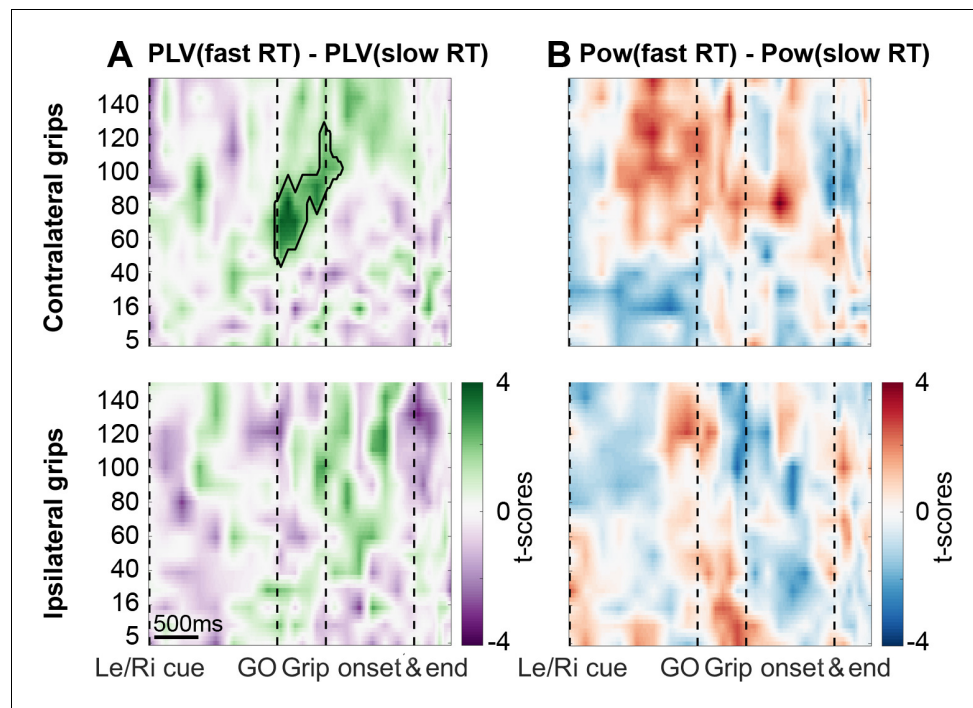 A PLV(fast RT) - PLV(slow RT)
B Pow(fast RT) - Pow(slow RT)
Contralateral grips
140
120
100
80
60
40
16
5
Ipsilateral grips
140
120
100
80
60
40
16
5
500ms
4
0
-4
t-scores
4
0
-4
t-scores
Le/Ri cue GO Grip onset & end
Le/Ri cue GO Grip onset & end